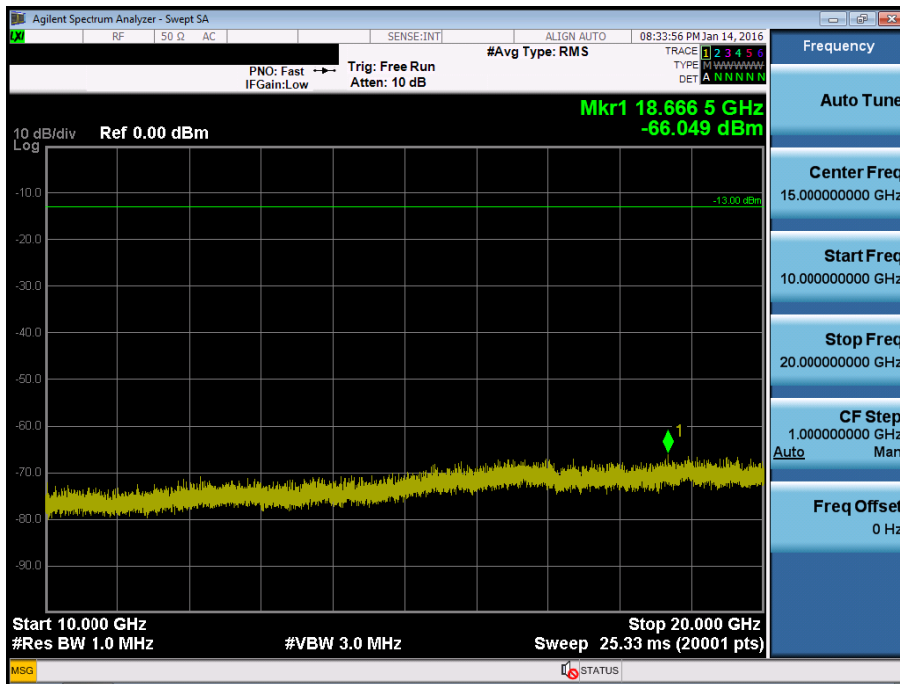 Agilent Spectrum Analyzer - Swept SA
LXI RF 50 Ω AC SENSE:INT ALIGN AUTO 08:33:56 PM Jan 14, 2016
#Avg Type: RMS
TRACE 1 2 3 4 5 6
TYPE M W W W W W
DET A N N N N N
PNO: Fast
IFGain:Low
Trig: Free Run
Atten: 10 dB
Mkr1 18.666 5 GHz
-66.049 dBm
10 dB/div Ref 0.00 dBm
Log
-10.0
-13.00 dBm
-20.0
-30.0
-40.0
-50.0
-60.0
1
-70.0
-80.0
-90.0
Start 10.000 GHz Stop 20.000 GHz
#Res BW 1.0 MHz #VBW 3.0 MHz Sweep 25.33 ms (20001 pts)
MSG STATUS
Frequency
Auto Tune
Center Freq
15.000000000 GHz
Start Freq
10.000000000 GHz
Stop Freq
20.000000000 GHz
CF Step
1.000000000 GHz
Auto Man
Freq Offset
0 Hz